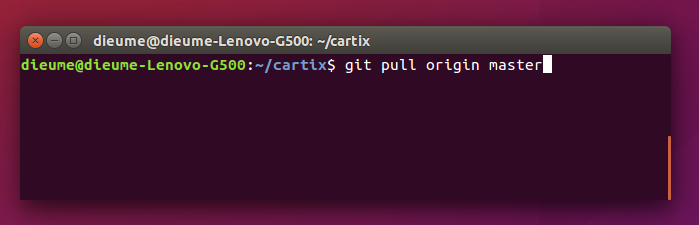 dieume@dieume-Lenovo-G500: ~/cartix
dieume@dieume-Lenovo-G500:~/cartix$ git pull origin master